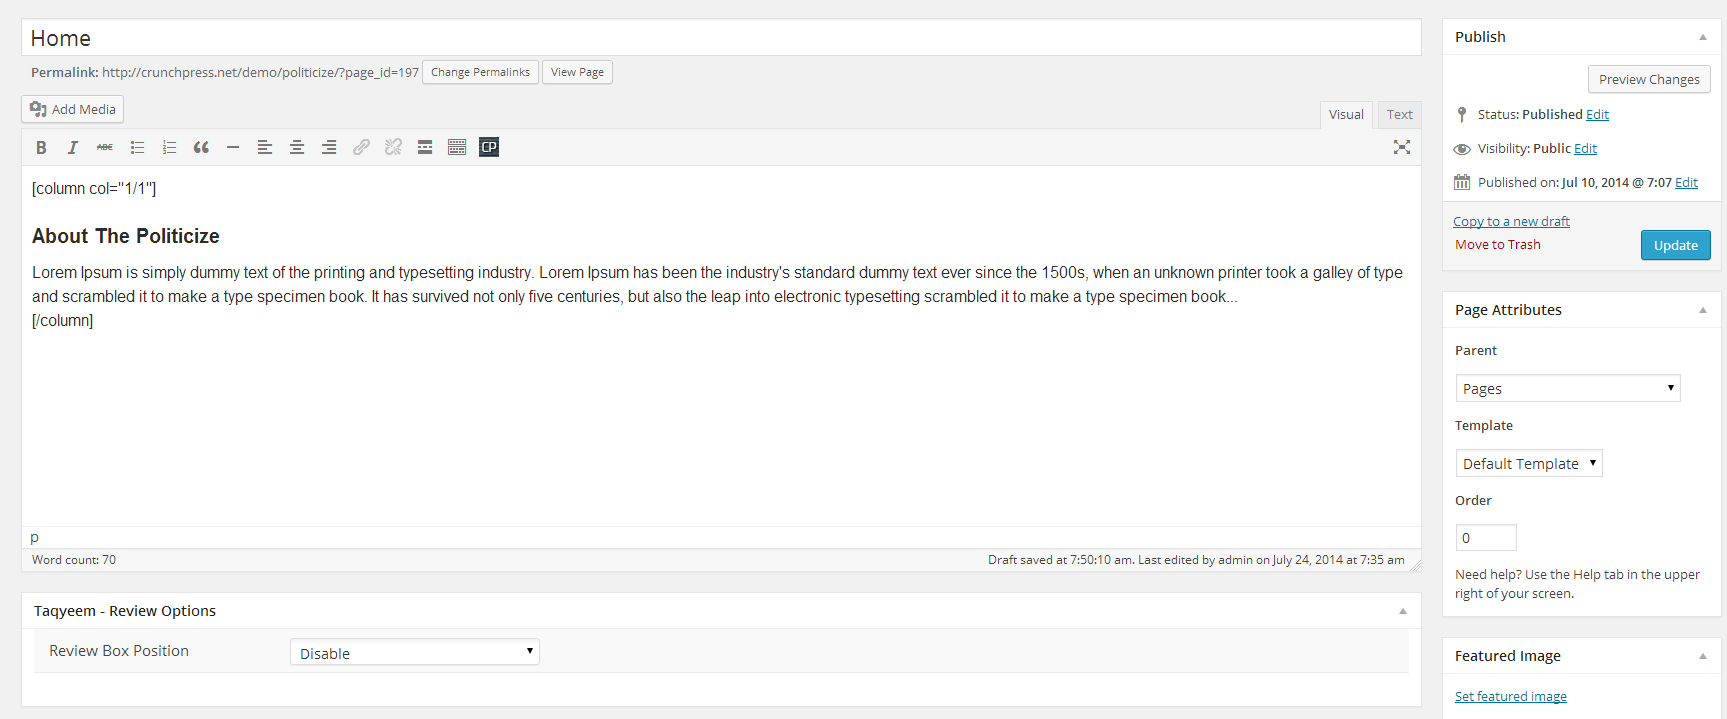 Home
Permalink: http://crunchpress.net/demo/politicize/?page_id=197 Change Permalinks View Page
Add Media
Visual Text
B I ABC CP
[column col="1/1"]
About The Politicize
Lorem Ipsum is simply dummy text of the printing and typesetting industry. Lorem Ipsum has been the industry's standard dummy text ever since the 1500s, when an unknown printer took a galley of type
and scrambled it to make a type specimen book. It has survived not only five centuries, but also the leap into electronic typesetting scrambled it to make a type specimen book...
[/column]
p
Word count: 70
Draft saved at 7:50:10 am. Last edited by admin on July 24, 2014 at 7:35 am
Taqyeem - Review Options
Review Box Position Disable
Publish
Preview Changes
Status: Published Edit
Visibility: Public Edit
Published on: Jul 10, 2014 @ 7:07 Edit
Copy to a new draft
Move to Trash
Update
Page Attributes
Parent
Pages
Template
Default Template
Order
0
Need help? Use the Help tab in the upper
right of your screen.
Featured Image
Set featured image